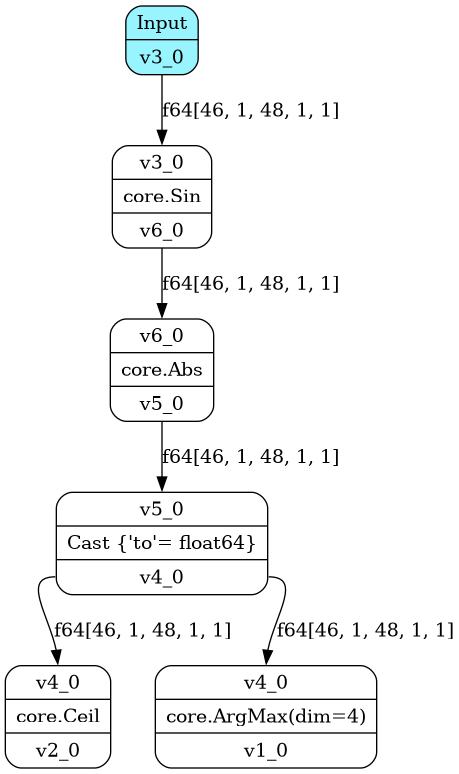 Input
v3_0
f64[46, 1, 48, 1, 1]
v3_0
core.Sin
v6_0
f64[46, 1, 48, 1, 1]
v6_0
core.Abs
v5_0
f64[46, 1, 48, 1, 1]
v5_0
Cast {'to'= float64}
v4_0
f64[46, 1, 48, 1, 1]
f64[46, 1, 48, 1, 1]
v4_0
core.Ceil
v2_0
v4_0
core.ArgMax(dim=4)
v1_0